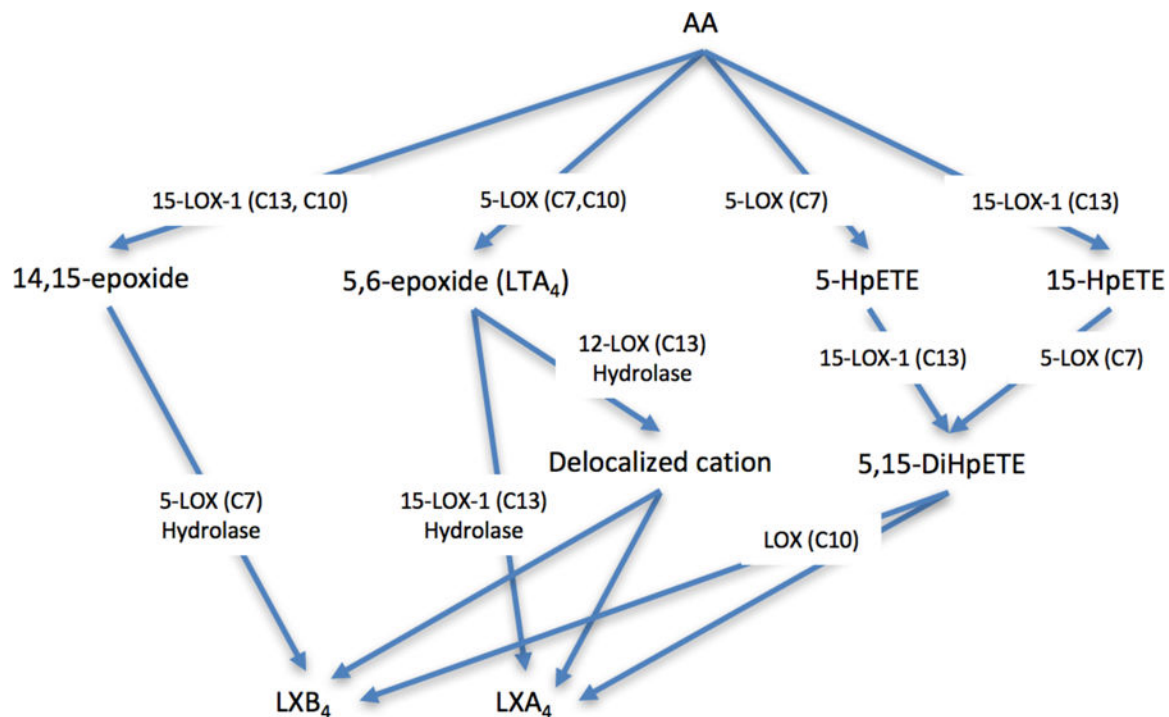 AA
15-LOX-1 (C13, C10)
5-LOX (C7,C10)
5-LOX (C7)
15-LOX-1 (C13)
14,15-epoxide
5,6-epoxide (LTA₄)
5-HpETE
15-HpETE
12-LOX (C13)
Hydrolase
15-LOX-1 (C13)
5-LOX (C7)
Delocalized cation
5,15-DiHpETE
5-LOX (C7)
Hydrolase
15-LOX-1 (C13)
Hydrolase
LOX (C10)
LXB₄
LXA₄